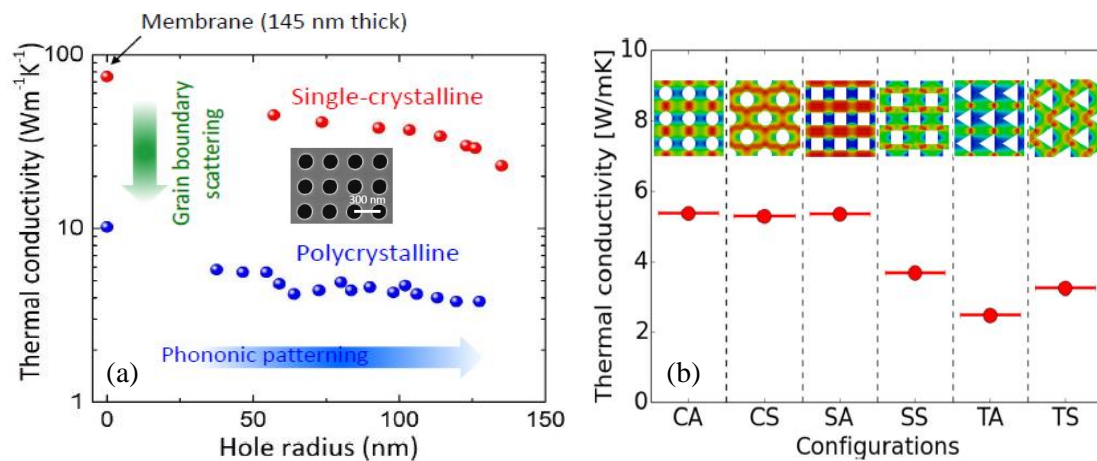 Membrane (145 nm thick)
Thermal conductivity (Wm⁻¹K⁻¹)
100
10
1
Grain boundary
scattering
Single-crystalline
300 nm
Polycrystalline
Phononic patterning
(a)
0
50
100
150
Hole radius (nm)
Thermal conductivity [W/mK]
10
8
6
4
2
0
(b)
CA
CS
SA
SS
TA
TS
Configurations